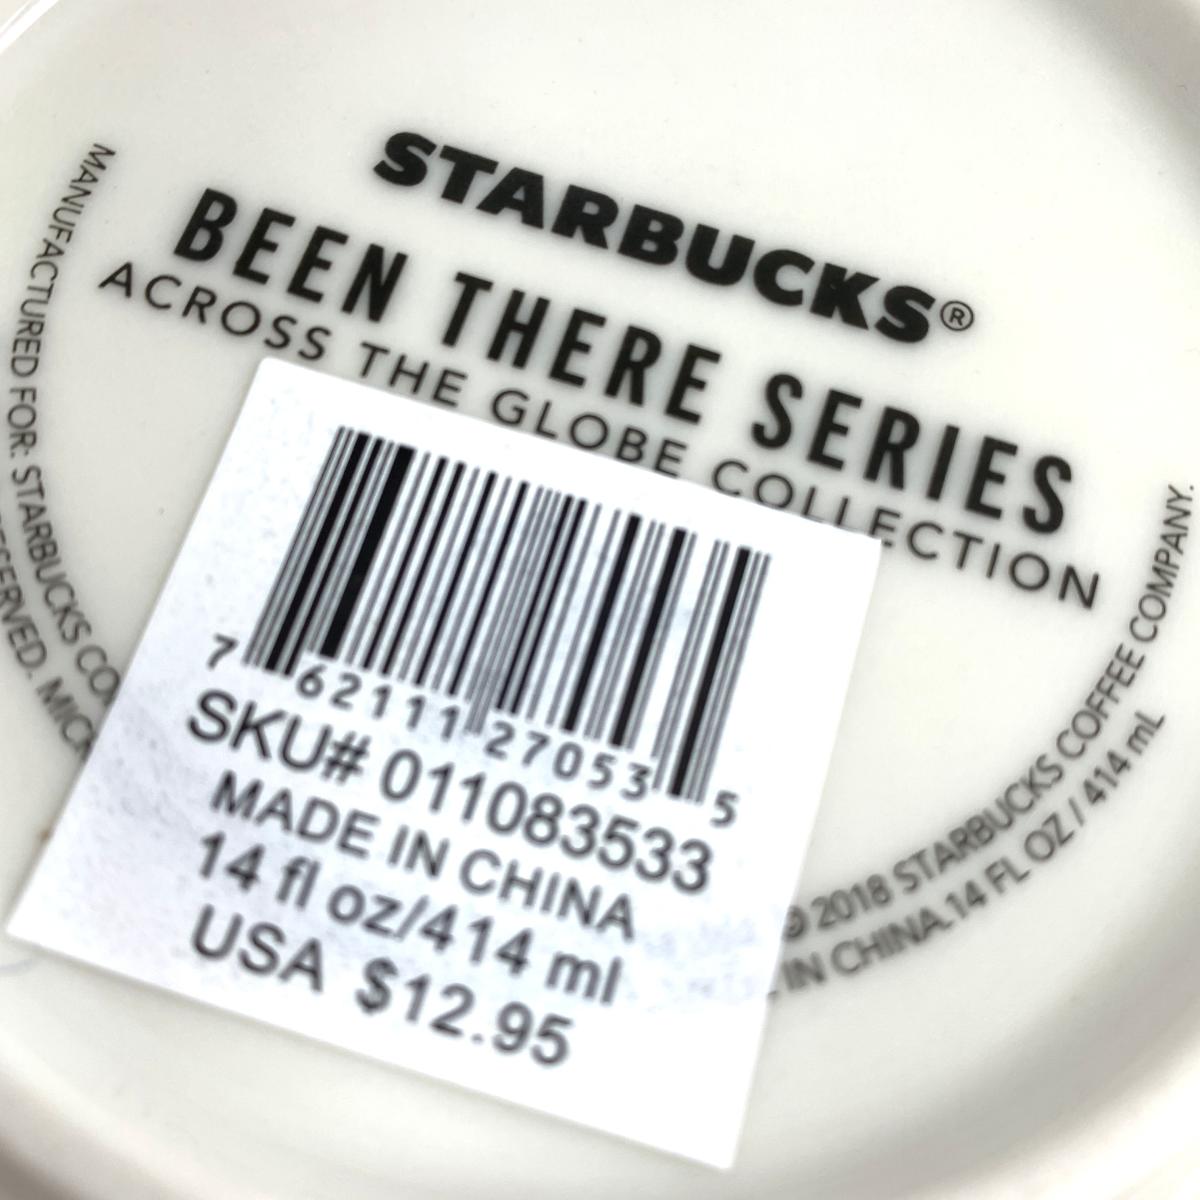 STARBUCKS®
BEEN THERE SERIES
ACROSS THE GLOBE COLLECTION
MANUFACTURED FOR: STARBUCKS
2018 STARBUCKS COFFEE COMPANY.
IN CHINA. 14 FL OZ / 414 mL
7 62111 27053 5
SKU# 011083533
MADE IN CHINA
14 fl oz/414 ml
USA $12.95